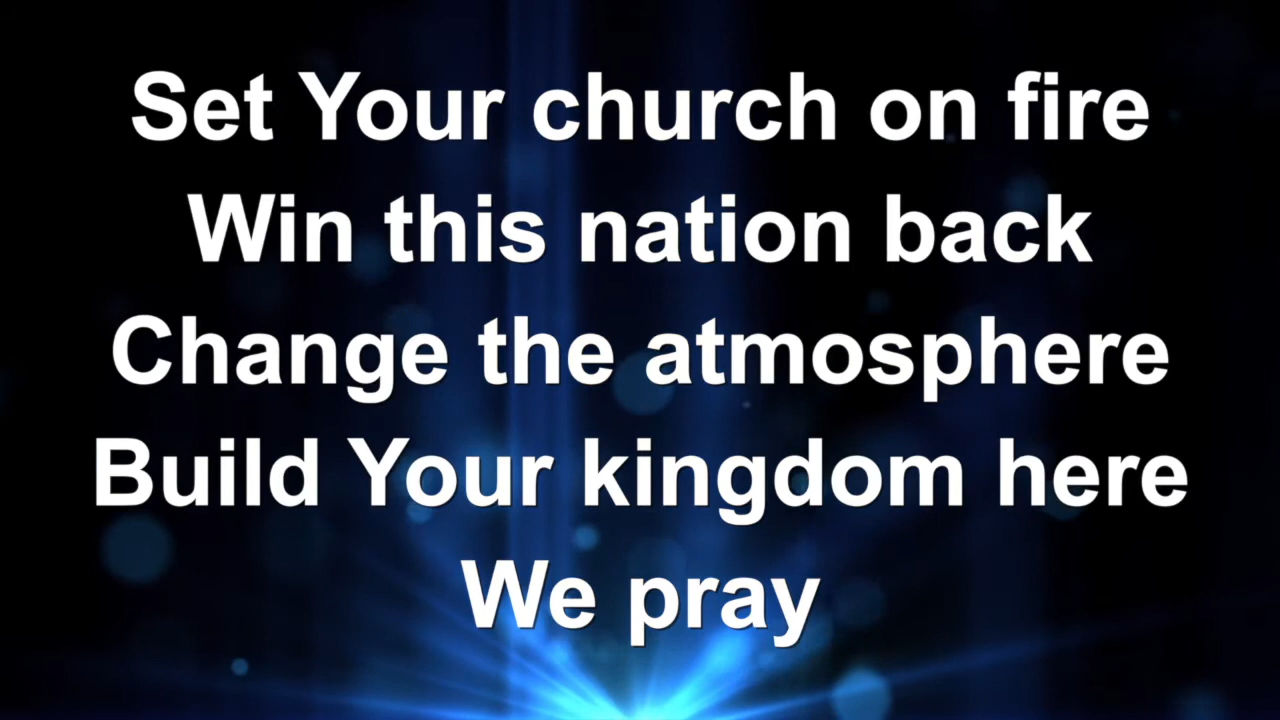 Set Your church on fire
Win this nation back
Change the atmosphere
Build Your kingdom here
We pray